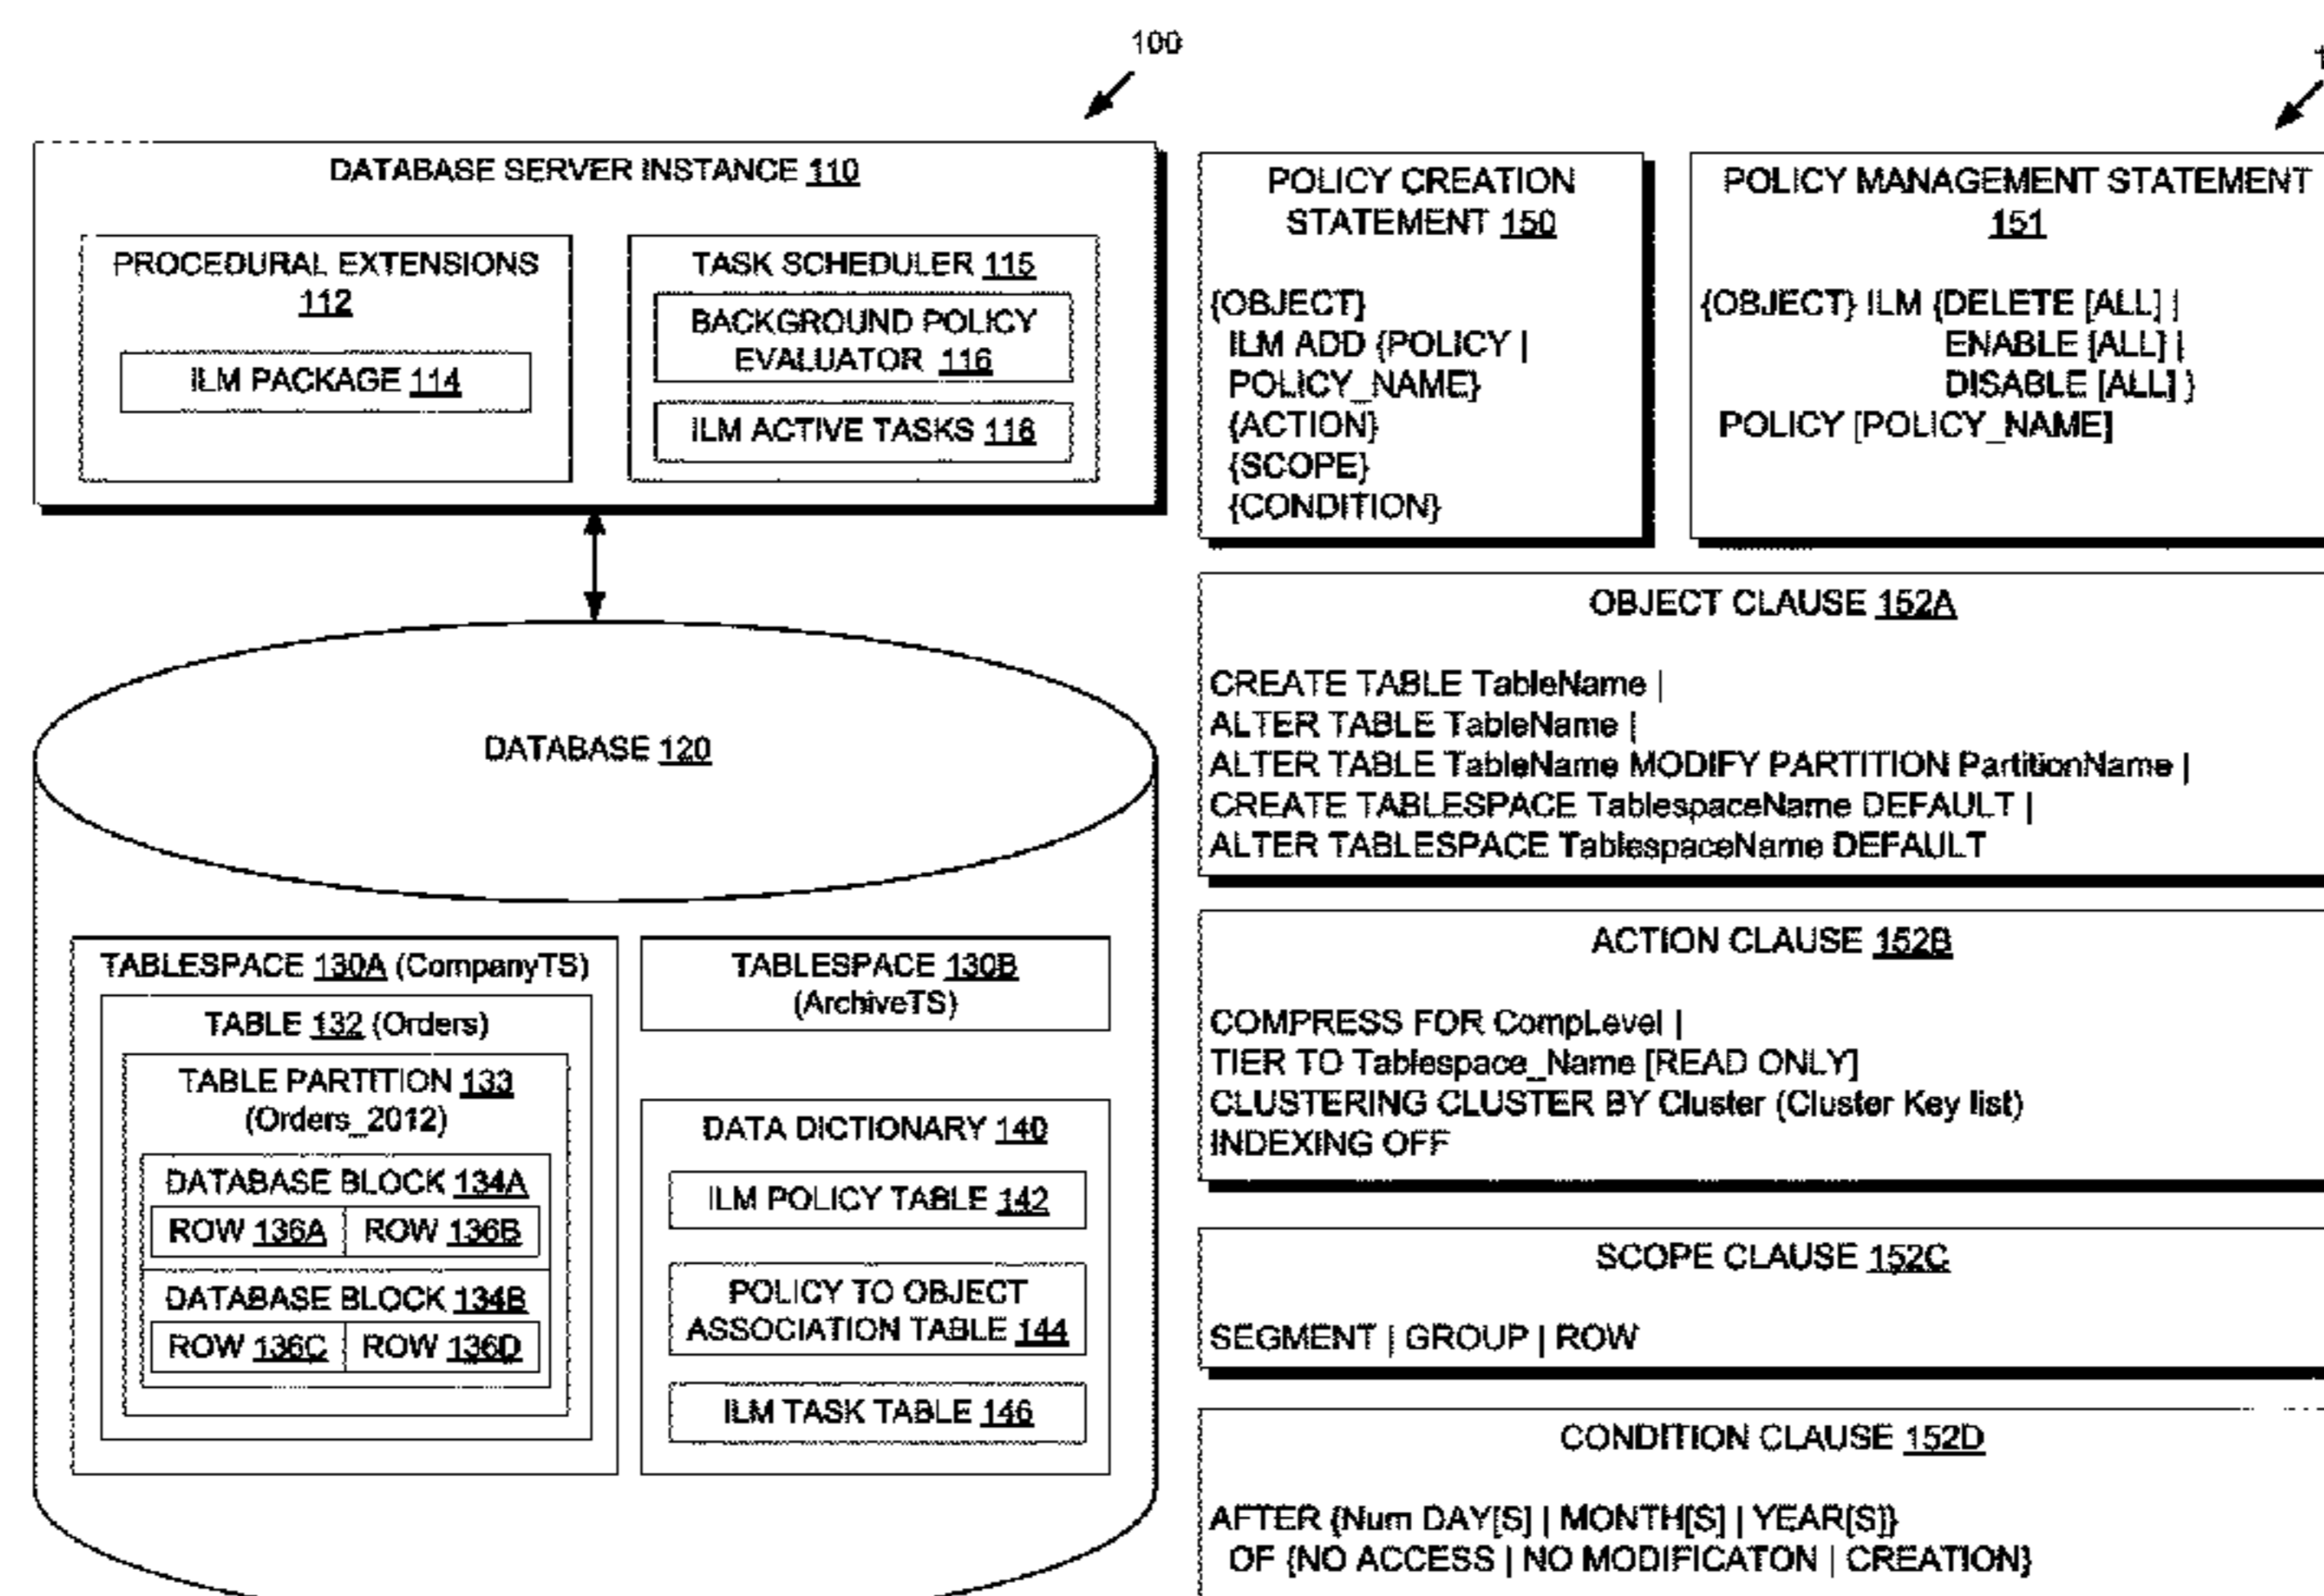 100
DATABASE SERVER INSTANCE 110
PROCEDURAL EXTENSIONS
112
ILM PACKAGE 114
TASK SCHEDULER 115
BACKGROUND POLICY
EVALUATOR 116
ILM ACTIVE TASKS 118
DATABASE 120
TABLESPACE 130A (CompanyTS)
TABLE 132 (Orders)
TABLE PARTITION 133
(Orders_2012)
DATABASE BLOCK 134A
ROW 136A ROW 136B
DATABASE BLOCK 134B
ROW 136C ROW 136D
TABLESPACE 130B
(ArchiveTS)
DATA DICTIONARY 140
ILM POLICY TABLE 142
POLICY TO OBJECT
ASSOCIATION TABLE 144
ILM TASK TABLE 146
POLICY CREATION
STATEMENT 150
{OBJECT}
ILM ADD {POLICY |
POLICY_NAME}
{ACTION}
{SCOPE}
{CONDITION}
POLICY MANAGEMENT STATEMENT
151
{OBJECT} ILM {DELETE [ALL] |
ENABLE [ALL] |
DISABLE [ALL] }
POLICY [POLICY_NAME]
OBJECT CLAUSE 152A
CREATE TABLE TableName |
ALTER TABLE TableName |
ALTER TABLE TableName MODIFY PARTITION PartitionName |
CREATE TABLESPACE TablespaceName DEFAULT |
ALTER TABLESPACE TablespaceName DEFAULT
ACTION CLAUSE 152B
COMPRESS FOR CompLevel |
TIER TO Tablespace_Name [READ ONLY]
CLUSTERING CLUSTER BY Cluster (Cluster Key list)
INDEXING OFF
SCOPE CLAUSE 152C
SEGMENT | GROUP | ROW
CONDITION CLAUSE 152D
AFTER {Num DAY[S] | MONTH[S] | YEAR[S]}
OF {NO ACCESS | NO MODIFICATON | CREATION}